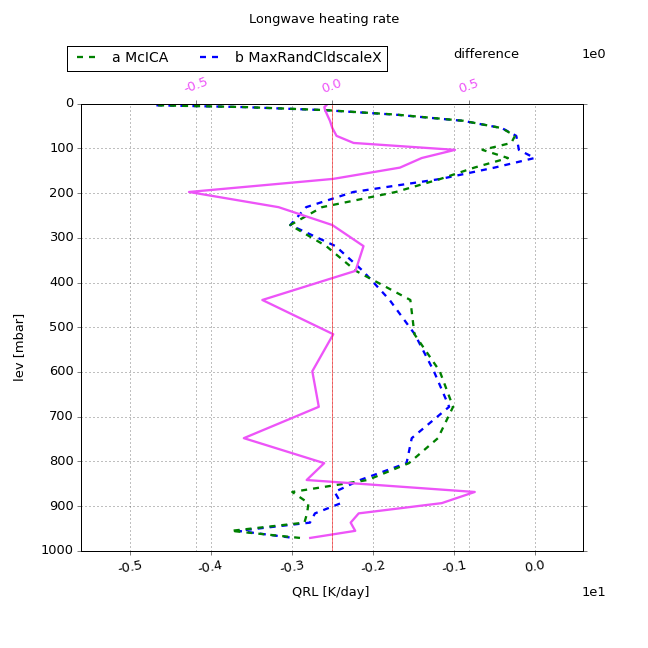 Longwave heating rate
a McICA b MaxRandCldscaleX difference 1e0
-0.5 0.0 0.5
0
100
200
300
400
500
600
700
800
900
1000
lev [mbar]
-0.5 -0.4 -0.3 -0.2 -0.1 0.0
QRL [K/day] 1e1